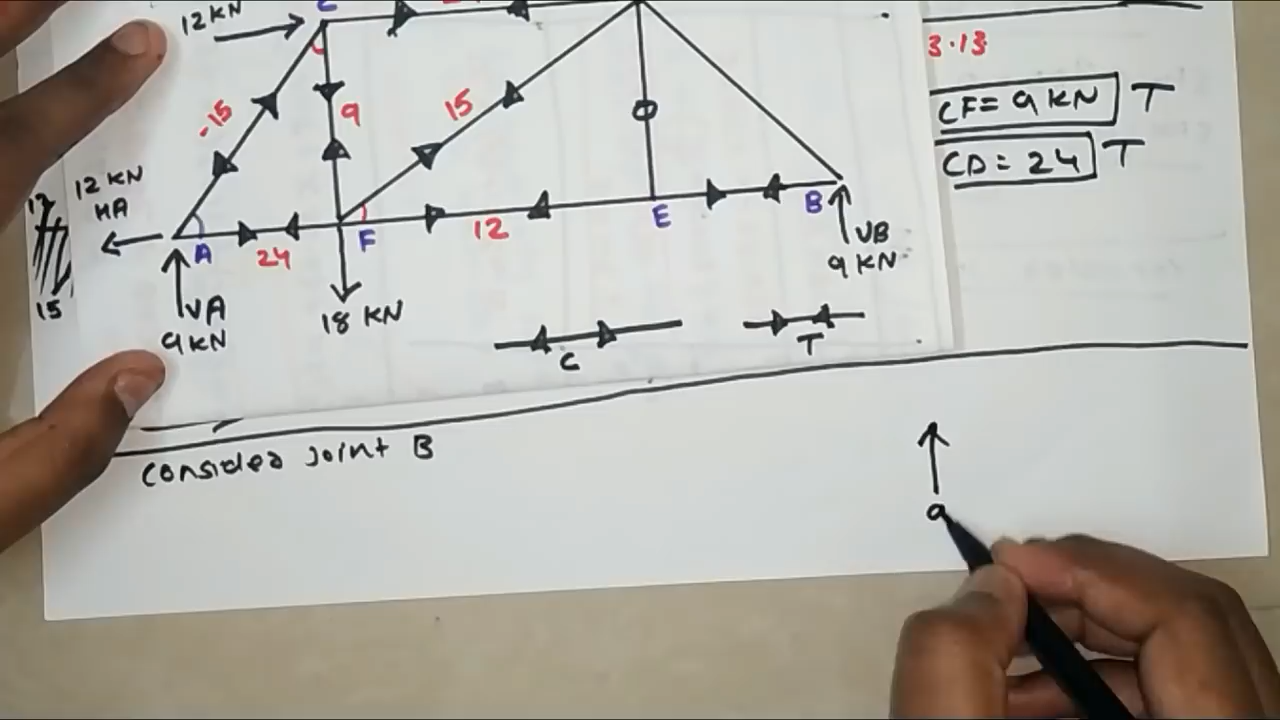 12 KN
C
3.13
CF = 9 KN T
CD = 24 T
-15
9
15
12 KN
HA
A
24
F
12
E
B
VB
9 KN
15
VA
9 KN
18 KN
C
T
Consider Joint B
9